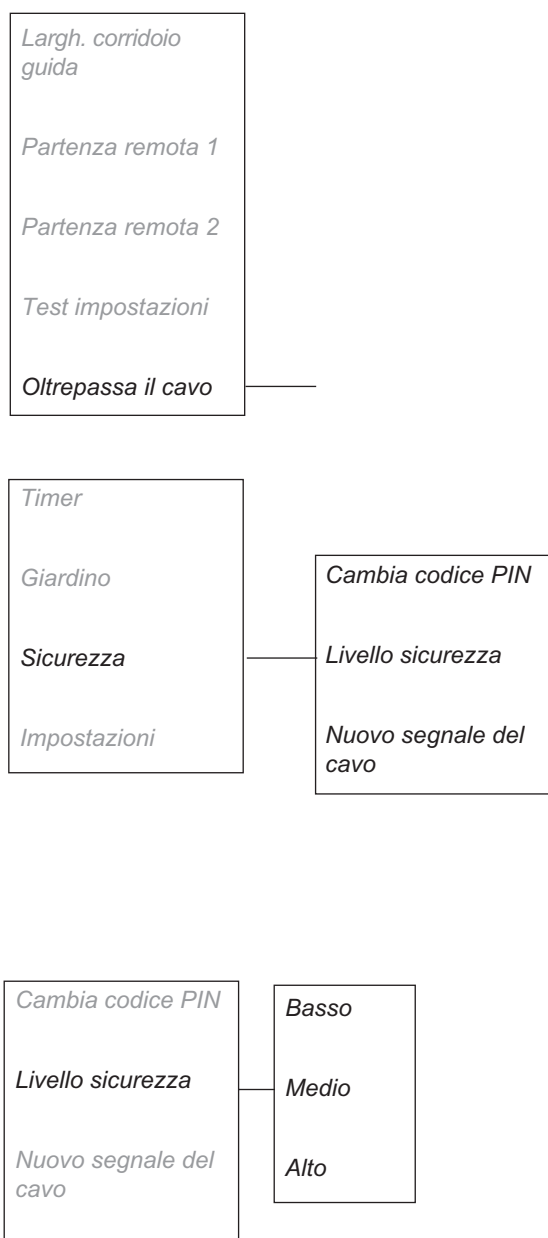 Largh. corridoio
guida
Partenza remota 1
Partenza remota 2
Test impostazioni
Oltrepassa il cavo
Timer
Giardino
Sicurezza
Impostazioni
Cambia codice PIN
Livello sicurezza
Nuovo segnale del
cavo
Cambia codice PIN
Livello sicurezza
Nuovo segnale del
cavo
Basso
Medio
Alto